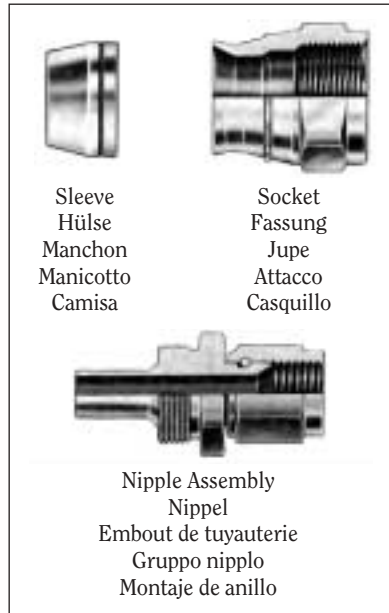 Sleeve
Hülse
Manchon
Manicotto
Camisa
Socket
Fassung
Jupe
Attacco
Casquillo
Nipple Assembly
Nippel
Embout de tuyauterie
Gruppo nipplo
Montaje de anillo